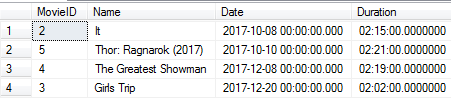 MovieID Name Date Duration
1 2 It 2017-10-08 00:00:00.000 02:15:00.0000000
2 5 Thor: Ragnarok (2017) 2017-10-10 00:00:00.000 02:21:00.0000000
3 4 The Greatest Showman 2017-12-08 00:00:00.000 02:19:00.0000000
4 3 Girls Trip 2017-12-20 00:00:00.000 02:02:00.0000000